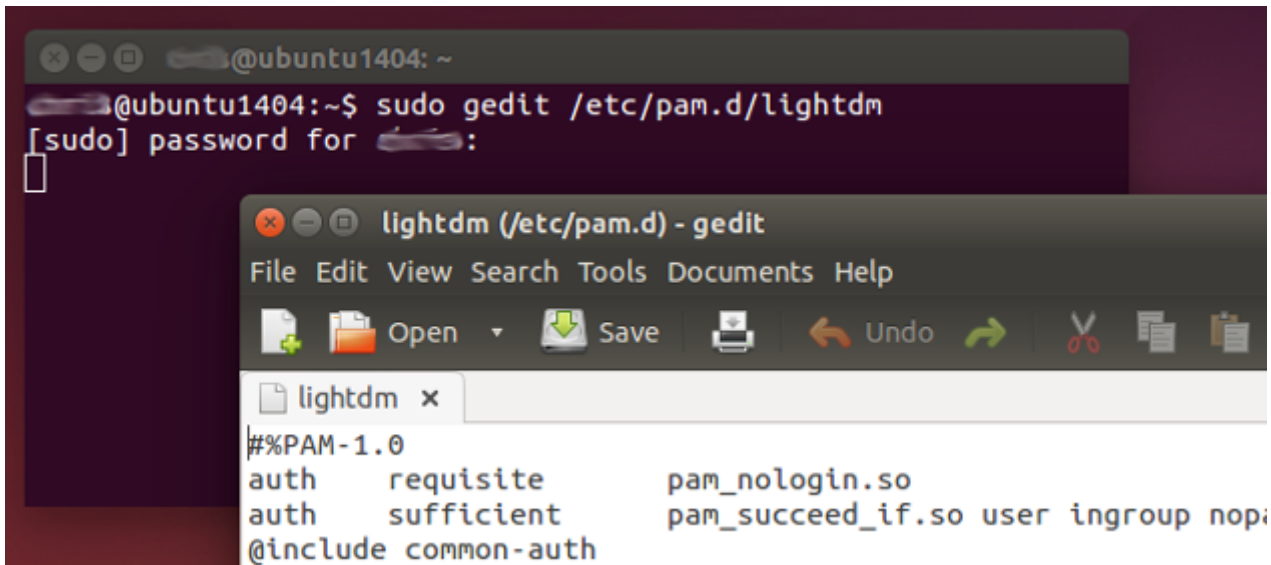 @ubuntu1404: ~
@ubuntu1404:~$ sudo gedit /etc/pam.d/lightdm
[sudo] password for :
lightdm (/etc/pam.d) - gedit
File Edit View Search Tools Documents Help
Open Save Undo
lightdm
#%PAM-1.0
auth requisite pam_nologin.so
auth sufficient pam_succeed_if.so user ingroup
@include common-auth